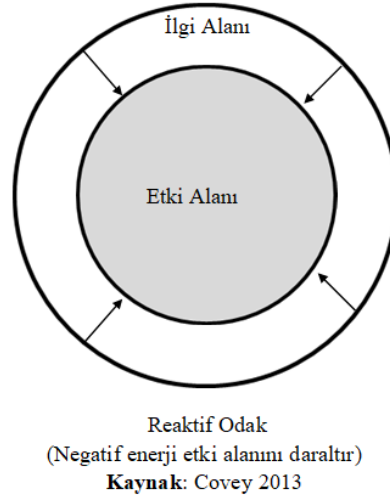 İlgi Alanı
Etki Alanı
Reaktif Odak
(Negatif enerji etki alanını daraltır)
Kaynak: Covey 2013